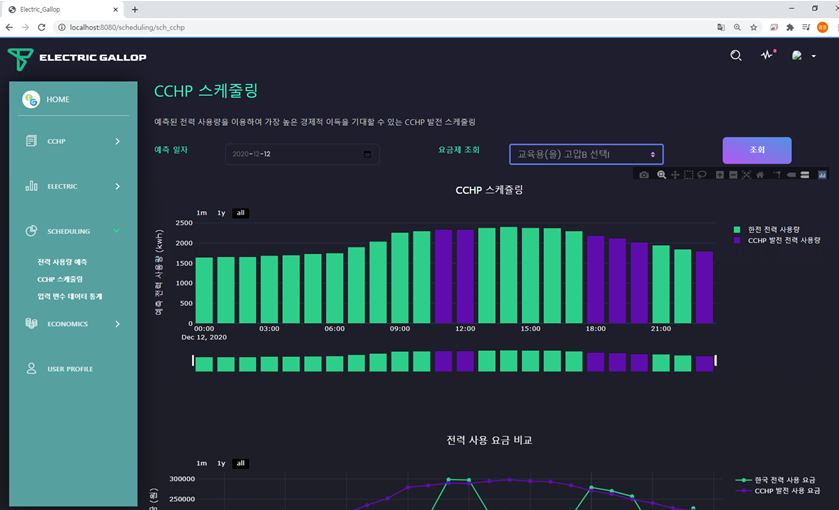 Electric_Gallop
localhost:8080/scheduling/sch_cchp
ELECTRIC GALLOP
HOME
CCHP
ELECTRIC
SCHEDULING
전력 사용량 예측
CCHP 스케줄링
입력 변수 데이터 통계
ECONOMICS
USER PROFILE
CCHP 스케줄링
예측된 전력 사용량을 이용하여 가장 높은 경제적 이득을 기대할 수 있는 CCHP 발전 스케줄링
예측 일자
2020-12-12
요금제 조회
교육용(을) 고압B 선택I
조회
CCHP 스케줄링
1m 1y all
예측 전력 사용량 (kwh)
2500
2000
1500
1000
500
0
00:00 03:00 06:00 09:00 12:00 15:00 18:00 21:00
Dec 12, 2020
한전 전력 사용량
CCHP 발전 전력 사용량
전력 사용 요금 비교
1m 1y all
300000
250000
한국 전력 사용 요금
CCHP 발전 사용 요금